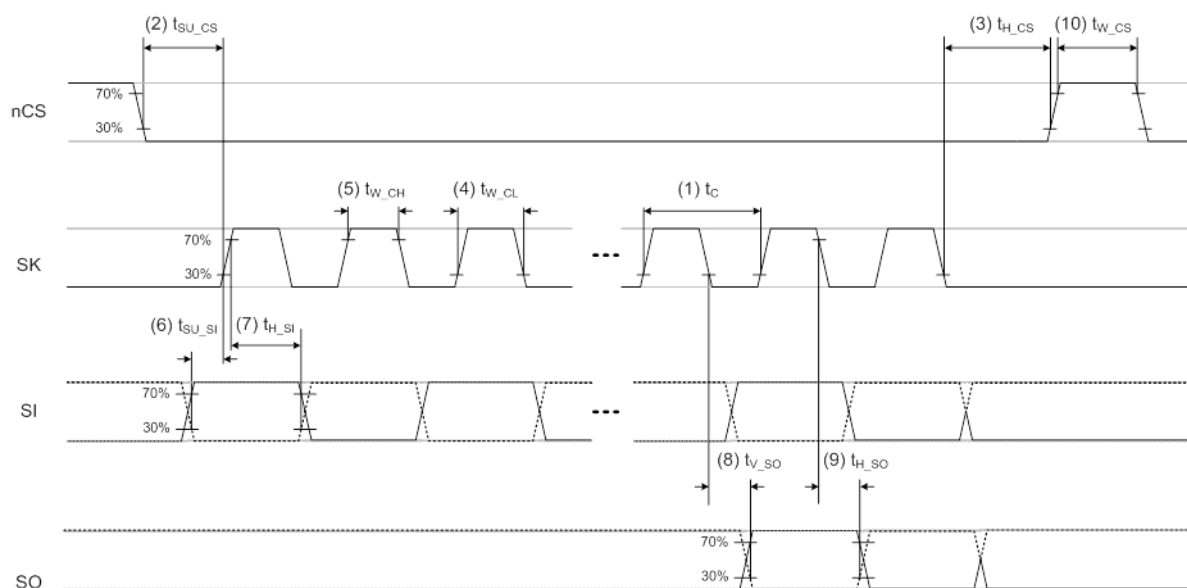 (2) tSU_CS
(3) tH_CS
(10) tW_CS
nCS
70%
30%
(5) tW_CH
(4) tW_CL
(1) tC
SK
70%
30%
...
(6) tSU_SI
(7) tH_SI
SI
70%
30%
...
(8) tV_SO
(9) tH_SO
SO
70%
30%